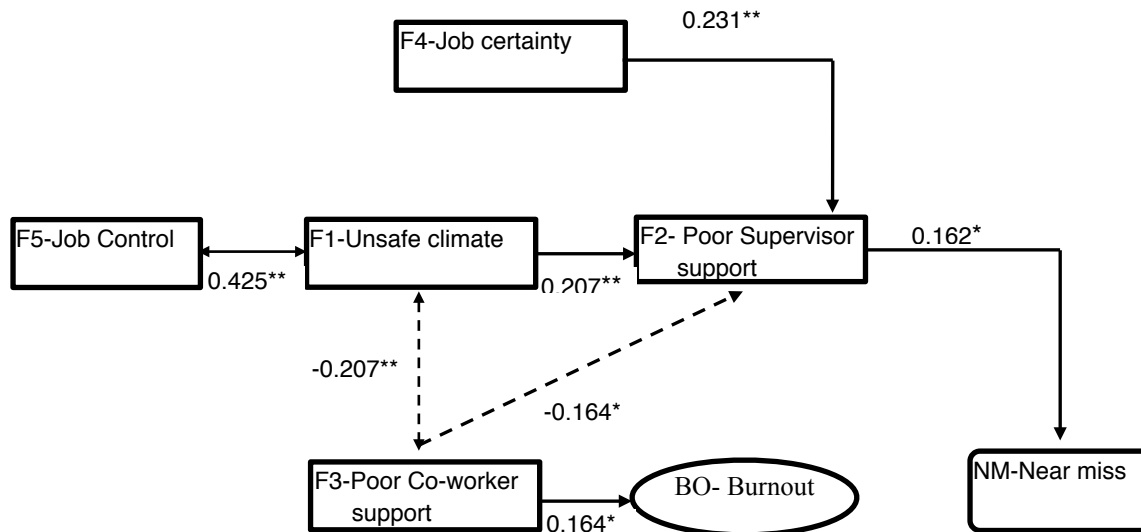 0.231**
F4-Job certainty
F5-Job Control
F1-Unsafe climate
F2- Poor Supervisor
support
0.162*
0.425**
0.207**
-0.207**
-0.164*
F3-Poor Co-worker
support
BO- Burnout
NM-Near miss
0.164*